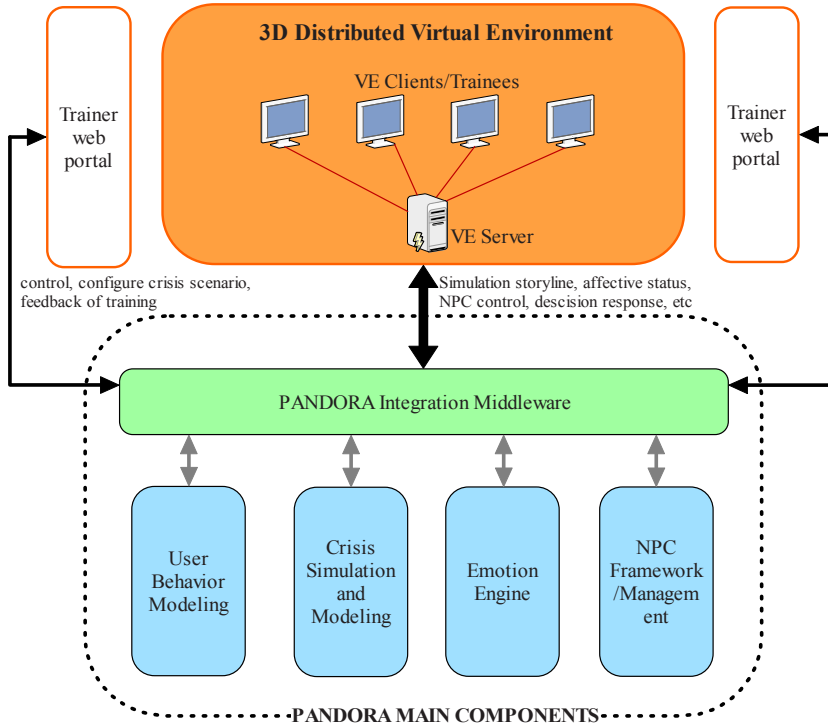 3D Distributed Virtual Environment
VE Clients/Trainees
Trainer
web
portal
Trainer
web
portal
VE Server
control, configure crisis scenario,
feedback of training
Simulation storyline, affective status,
NPC control, descision response, etc
PANDORA Integration Middleware
User
Behavior
Modeling
Crisis
Simulation
and
Modeling
Emotion
Engine
NPC
Framework
/Managem
ent
PANDORA MAIN COMPONENTS